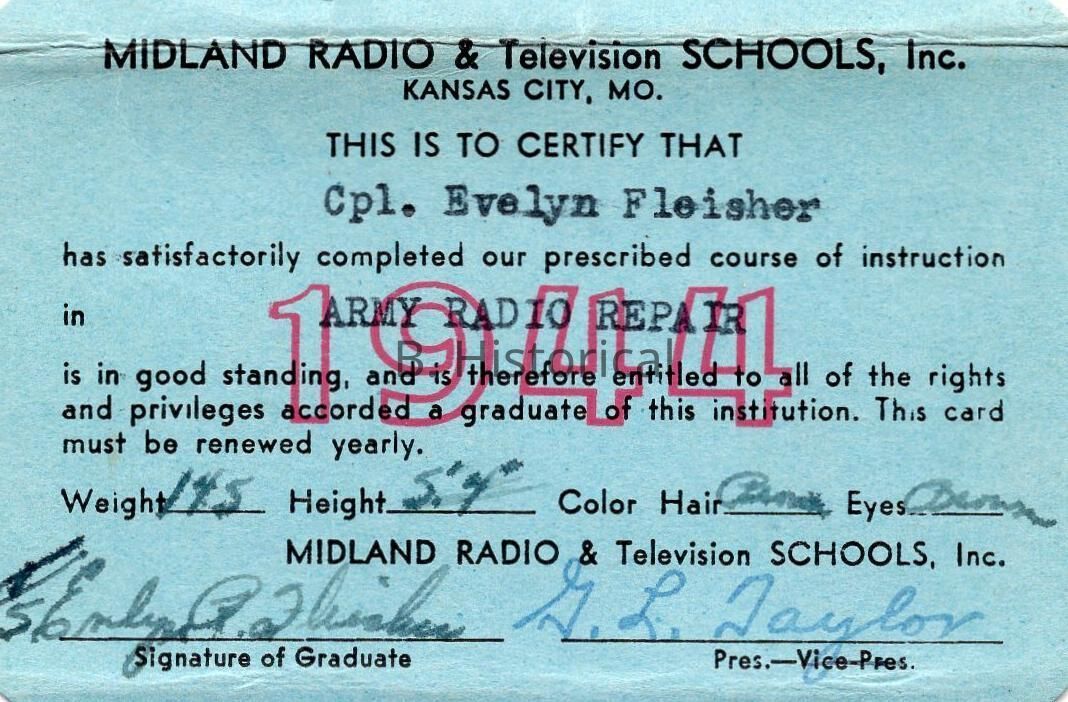 MIDLAND RADIO & Television SCHOOLS, Inc.
KANSAS CITY, MO.
THIS IS TO CERTIFY THAT
Cpl. Evelyn Fleisher
has satisfactorily completed our prescribed course of instruction
1944
in ARMY RADIO REPAIR
B Historical
is in good standing, and is therefore entitled to all of the rights
and privileges accorded a graduate of this institution. This card
must be renewed yearly.
Weight 145 Height 5' 4" Color Hair Brown Eyes Brown
MIDLAND RADIO & Television SCHOOLS, Inc.
Evelyn P. Fleisher G. L. Taylor
Signature of Graduate Pres.—Vice-Pres.